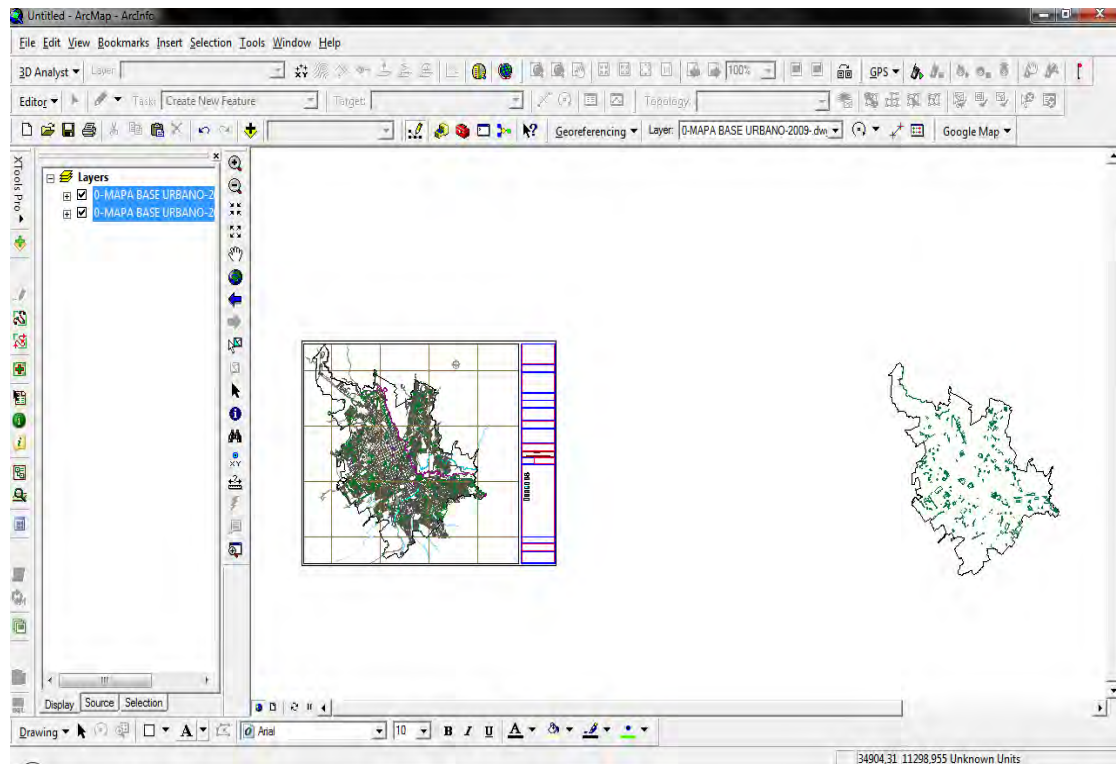 Untitled - ArcMap - ArcInfo
File Edit View Bookmarks Insert Selection Tools Window Help
3D Analyst Layer: 100% GPS
Editor Task: Create New Feature Target: Topology:
Georeferencing Layer: 0-MAPA BASE URBANO-2009-.dw Google Map
XTools Pro
Layers
0-MAPA BASE URBANO-2
0-MAPA BASE URBANO-2
Display Source Selection
Drawing A Arial 10 B I U A
34904,31 11298,955 Unknown Units